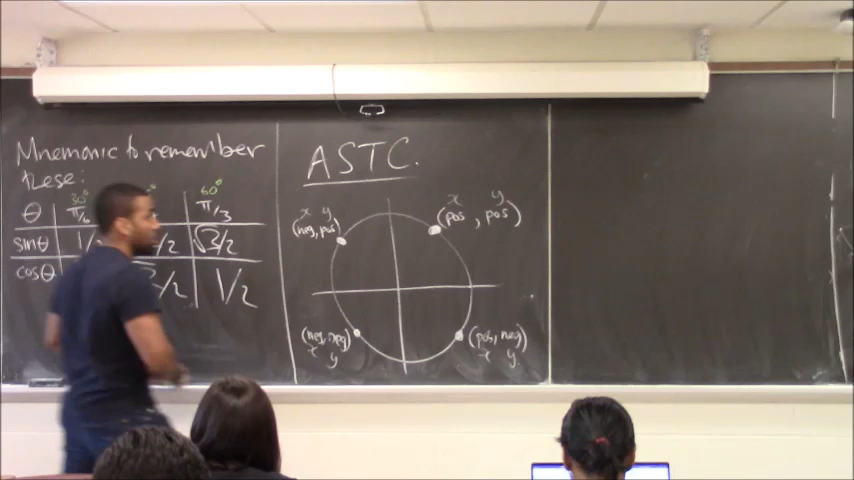 Mnemonic to remember
these:
30° 60°
θ π/6 π/3
sinθ 1/ /2 √3/2
cosθ /2 1/2
ASTC.
x y
(neg, pos)
x y
(pos, pos)
(neg, neg)
x y
(pos, neg)
x y